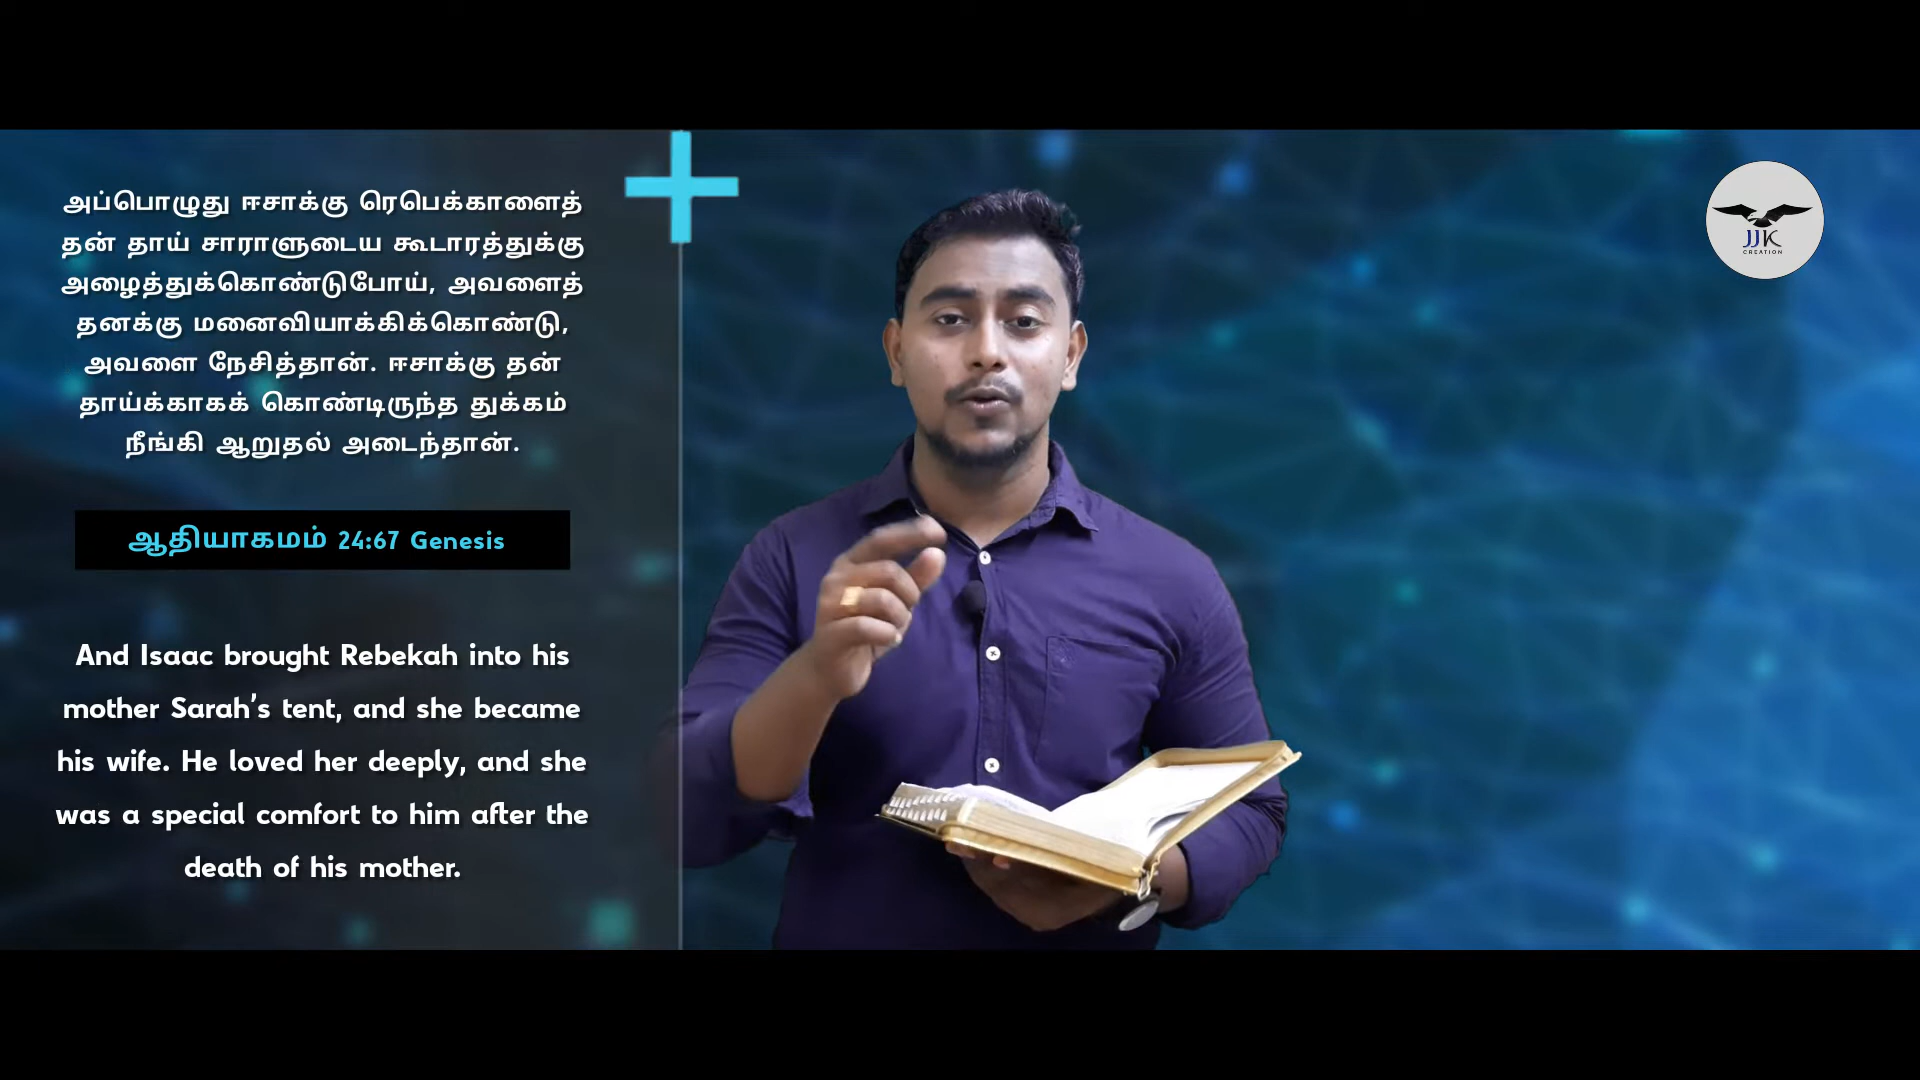 அப்பொழுது ஈசாக்கு ரெபெக்காளைத்
தன் தாய் சாராளுடைய கூடாரத்துக்கு
அழைத்துக்கொண்டுபோய், அவளைத்
தனக்கு மனைவியாக்கிக்கொண்டு,
அவளை நேசித்தான். ஈசாக்கு தன்
தாய்க்காகக் கொண்டிருந்த துக்கம்
நீங்கி ஆறுதல் அடைந்தான்.
ஆதியாகமம் 24:67 Genesis
And Isaac brought Rebekah into his
mother Sarah’s tent, and she became
his wife. He loved her deeply, and she
was a special comfort to him after the
death of his mother.
JJK
CREATION